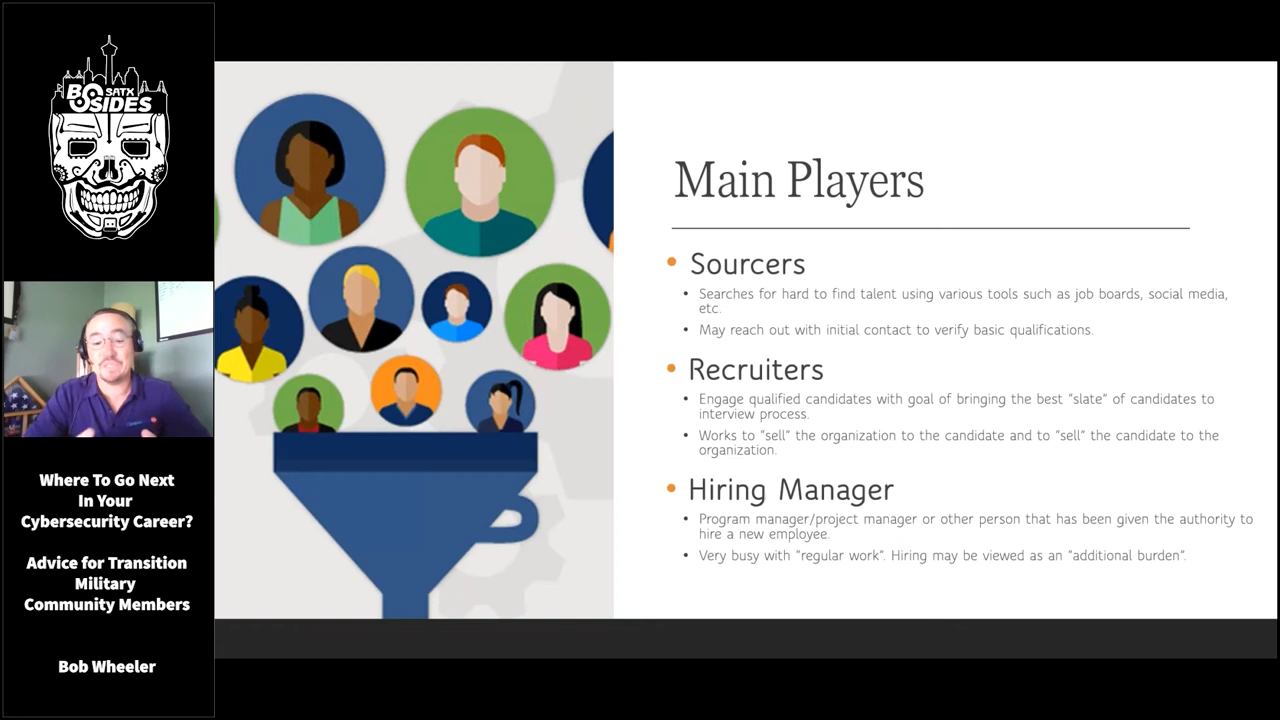 BSIDES
SATX
Where To Go Next
In Your
Cybersecurity Career?
Advice for Transition
Military
Community Members
Bob Wheeler
Main Players
• Sourcers
• Searches for hard to find talent using various tools such as job boards, social media,
etc.
• May reach out with initial contact to verify basic qualifications.
• Recruiters
• Engage qualified candidates with goal of bringing the best “slate” of candidates to
interview process.
• Works to “sell” the organization to the candidate and to “sell” the candidate to the
organization.
• Hiring Manager
• Program manager/project manager or other person that has been given the authority to
hire a new employee.
• Very busy with “regular work”. Hiring may be viewed as an “additional burden”.